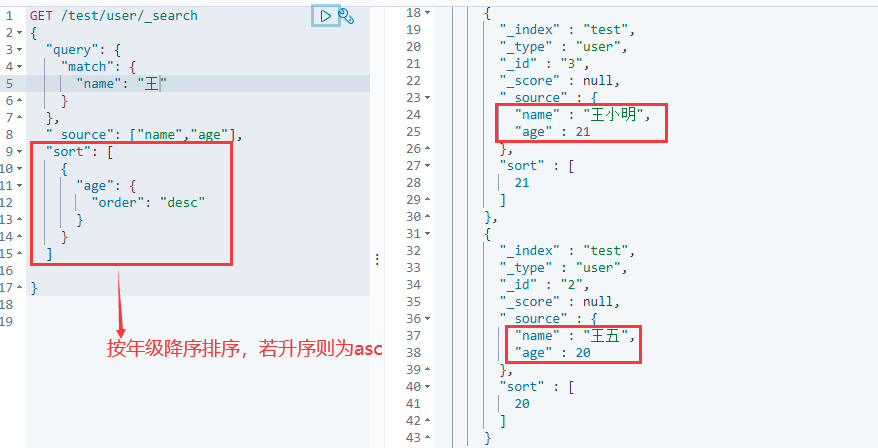 1 GET /test/user/_search
2 {
3 "query": {
4 "match": {
5 "name": "王"
6 }
7 },
8 "_source": ["name","age"],
9 "sort": [
10 {
11 "age": {
12 "order": "desc"
13 }
14 }
15 ]
16
17 }
18
19
按年级降序排序，若升序则为asc
18 {
19 "_index" : "test",
20 "_type" : "user",
21 "_id" : "3",
22 "_score" : null,
23 "_source" : {
24 "name" : "王小明",
25 "age" : 21
26 },
27 "sort" : [
28 21
29 ]
30 },
31 {
32 "_index" : "test",
33 "_type" : "user",
34 "_id" : "2",
35 "_score" : null,
36 "_source" : {
37 "name" : "王五",
38 "age" : 20
39 },
40 "sort" : [
41 20
42 ]
43 }